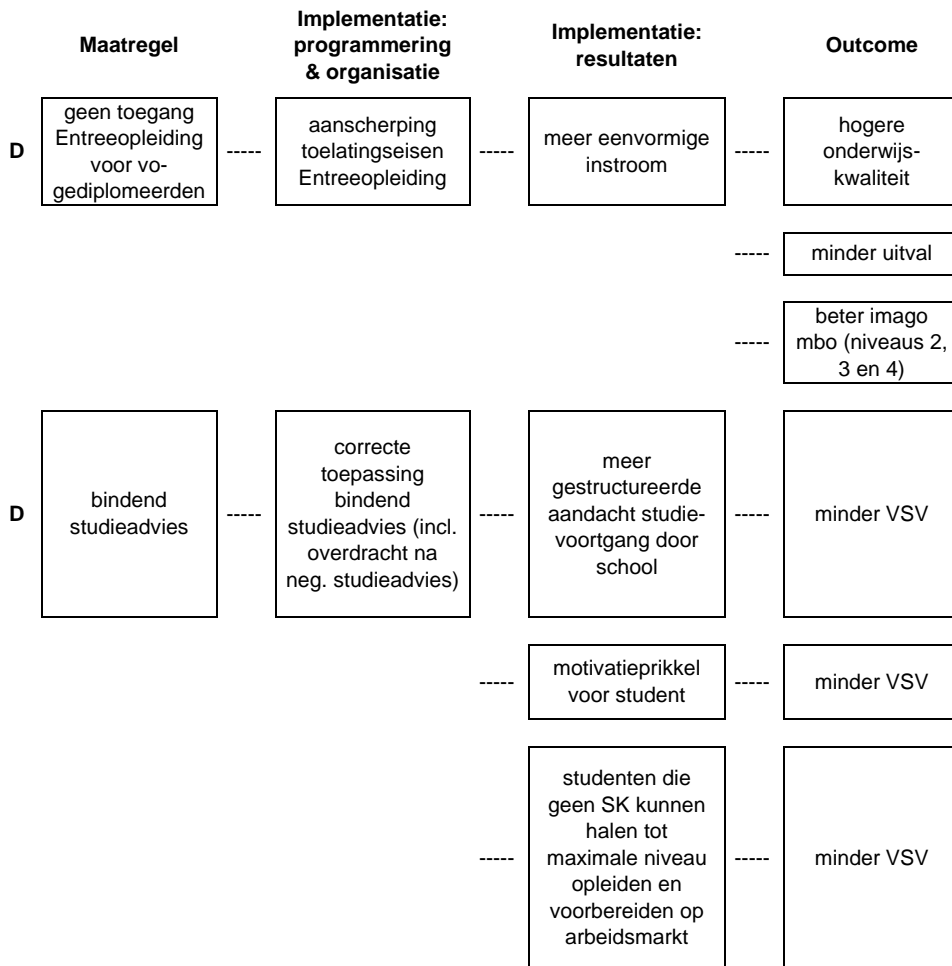 Maatregel
Implementatie:
programmering
& organisatie
Implementatie:
resultaten
Outcome
D
geen toegang
Entreeopleiding
voor vo-
gediplomeerden
-----
aanscherping
toelatingseisen
Entreeopleiding
-----
meer eenvormige
instroom
-----
hogere
onderwijs-
kwaliteit
-----
minder uitval
-----
beter imago
mbo (niveaus 2,
3 en 4)
D
bindend
studieadvies
-----
correcte
toepassing
bindend
studieadvies (incl.
overdracht na
neg. studieadvies)
-----
meer
gestructureerde
aandacht studie-
voortgang door
school
-----
minder VSV
-----
motivatieprikkel
voor student
-----
minder VSV
-----
studenten die
geen SK kunnen
halen tot
maximale niveau
opleiden en
voorbereiden op
arbeidsmarkt
-----
minder VSV